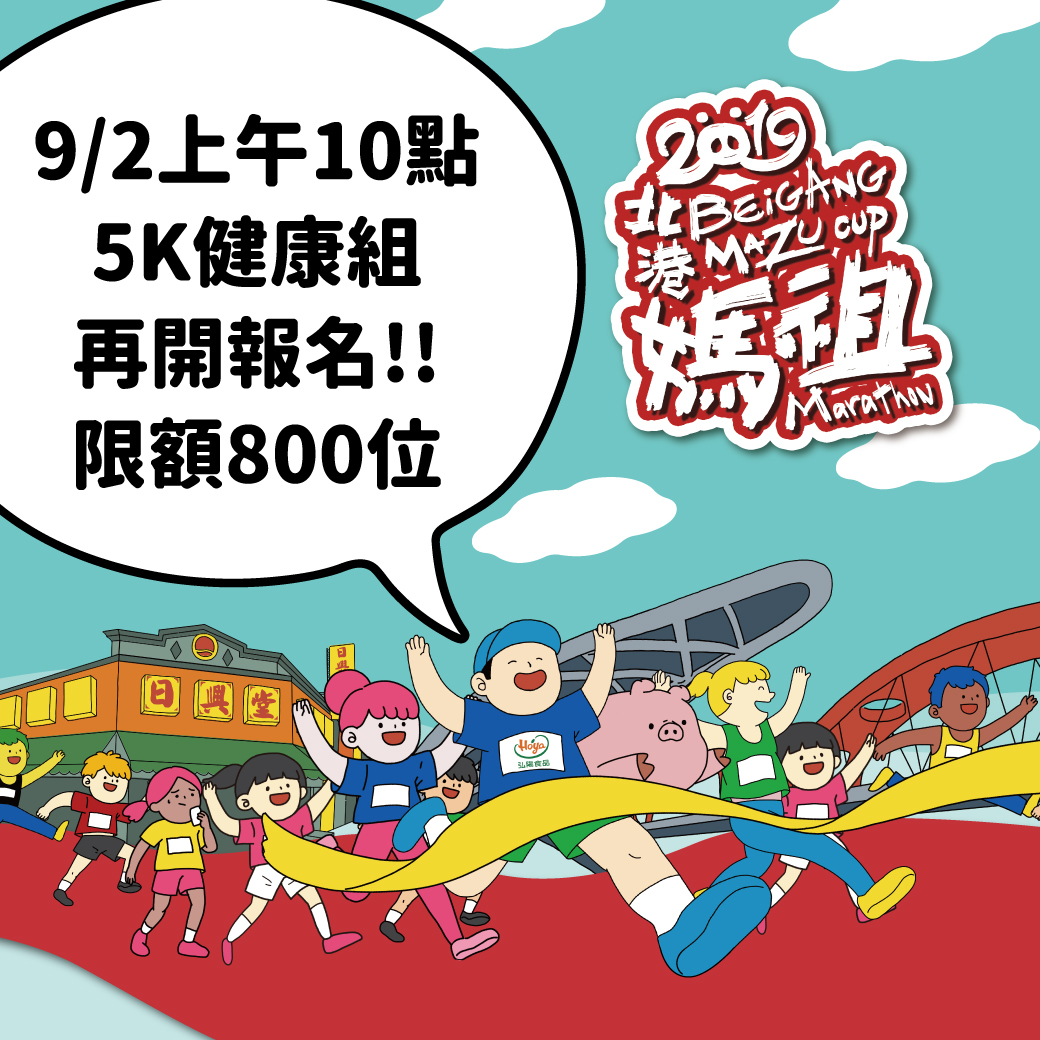 9/2上午10點
5K健康組
再開報名!!
限額800位
2019
北港
BEiGANG
MAZU CUP
媽祖
Marathon
日興堂
日興
Hoya
弘陽食品